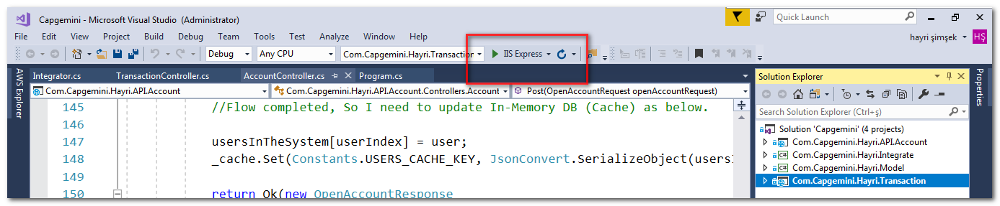 Capgemini - Microsoft Visual Studio (Administrator)
Quick Launch (Ctrl+Q)
File Edit View Project Build Debug Team Tools Test Analyze Window Help
hayri şimşek HŞ
Debug Any CPU Com.Capgemini.Hayri.Transaction IIS Express
AWS Explorer
Integrator.cs TransactionController.cs AccountController.cs Program.cs
Com.Capgemini.Hayri.API.Account Com.Capgemini.Hayri.API.Account.Controllers.Account Post(OpenAccountRequest openAccountRequest)
145 //Flow completed, So I need to update In-Memory DB (Cache) as below.
146
147 usersInTheSystem[userIndex] = user;
148 _cache.Set(Constants.USERS_CACHE_KEY, JsonConvert.SerializeObject(usersI
149
150 return Ok(new OpenAccountResponse
Solution Explorer
Search Solution Explorer (Ctrl+ş)
Solution 'Capgemini' (4 projects)
Com.Capgemini.Hayri.API.Account
C# Com.Capgemini.Hayri.Integrate
C# Com.Capgemini.Hayri.Model
Com.Capgemini.Hayri.Transaction
Properties